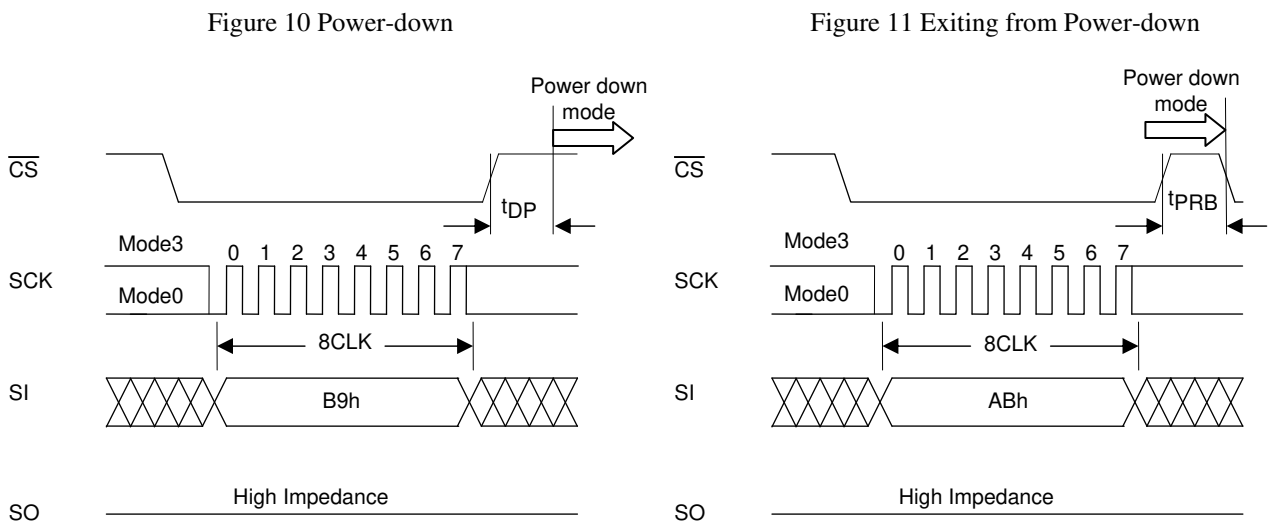 Figure 10 Power-down
Power down
mode
CS
tDP
Mode3
0 1 2 3 4 5 6 7
SCK
Mode0
8CLK
SI
B9h
High Impedance
SO
Figure 11 Exiting from Power-down
Power down
mode
CS
tPRB
Mode3
0 1 2 3 4 5 6 7
SCK
Mode0
8CLK
SI
ABh
High Impedance
SO